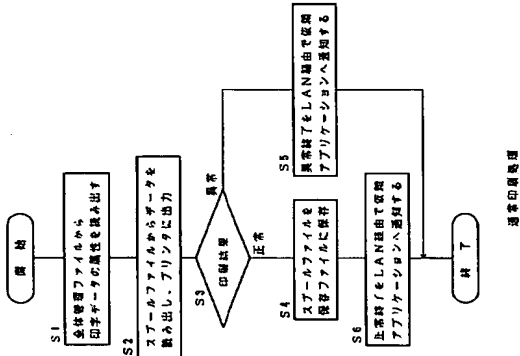 開 始
S1
全体管理ファイルから
印字データの属性を読み出す
S2
スプールファイルからデータを
読み出し、プリンタに出力
S3
印刷結果
異常
正常
S4
スプールファイルを
保存ファイルに保存
S5
異常終了をLAN経由で依頼
アプリケーションへ通知する
S6
正常終了をLAN経由で依頼
アプリケーションへ通知する
終 了
通常印刷処理